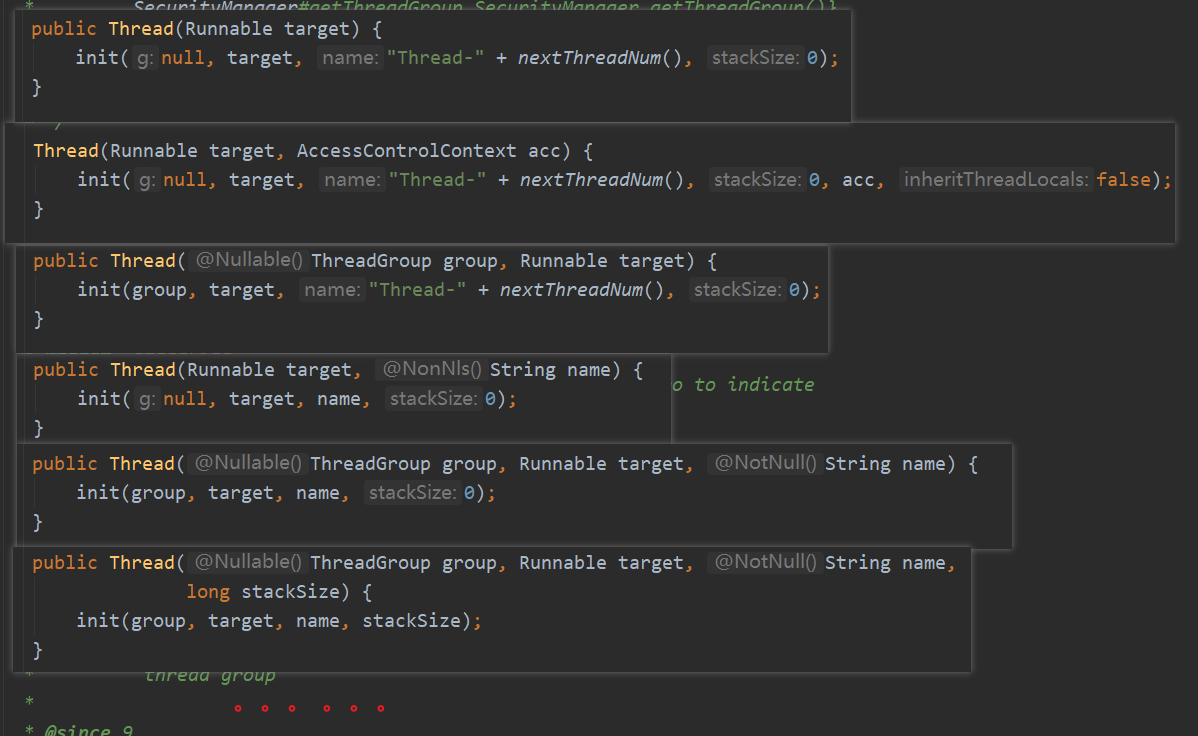 * SecurityManager#getThreadGroup SecurityManager.getThreadGroup()}
public Thread(Runnable target) {
init( g: null, target, name: "Thread-" + nextThreadNum(), stackSize: 0);
}
Thread(Runnable target, AccessControlContext acc) {
init( g: null, target, name: "Thread-" + nextThreadNum(), stackSize: 0, acc, inheritThreadLocals: false);
}
public Thread( @Nullable() ThreadGroup group, Runnable target) {
init(group, target, name: "Thread-" + nextThreadNum(), stackSize: 0);
}
public Thread(Runnable target, @NonNls() String name) {
o to indicate
init( g: null, target, name, stackSize: 0);
}
public Thread( @Nullable() ThreadGroup group, Runnable target, @NotNull() String name) {
init(group, target, name, stackSize: 0);
}
public Thread( @Nullable() ThreadGroup group, Runnable target, @NotNull() String name,
long stackSize) {
init(group, target, name, stackSize);
}
* thread group
*
* @since 9